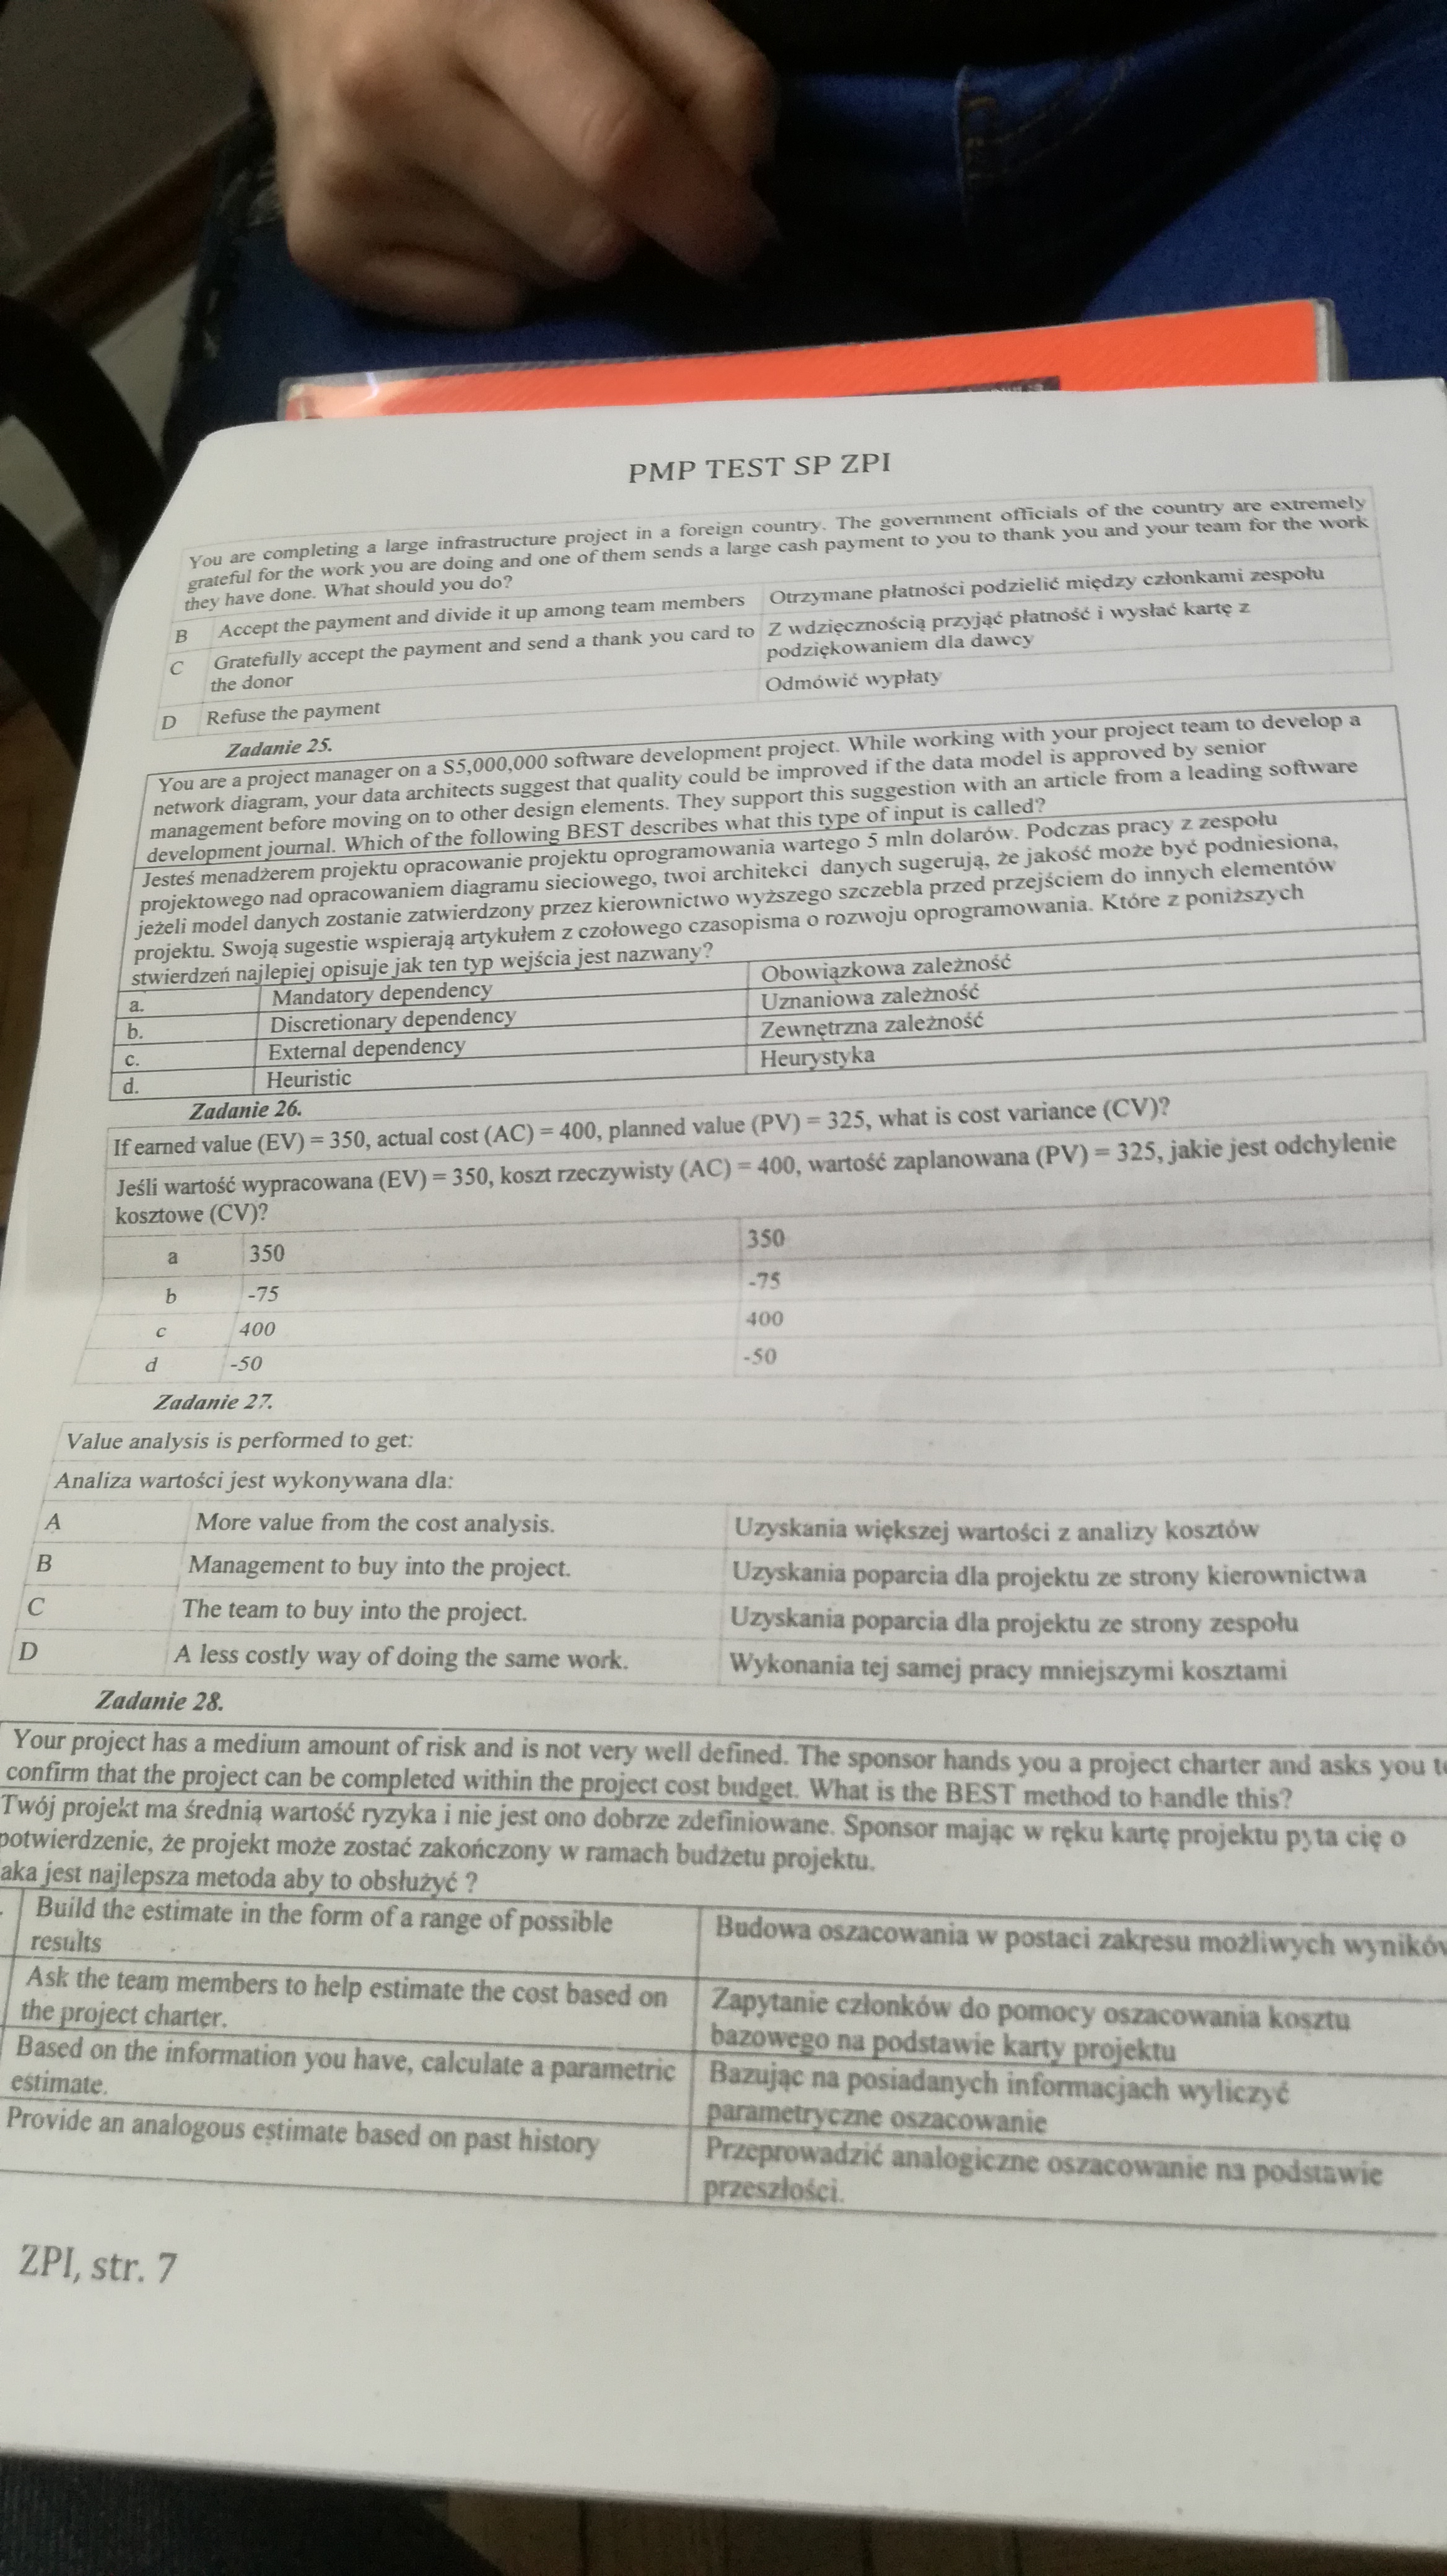 PMP TEST SP ZPI
You are completing a large infrastructure project in a foreign country. The government officials of the country are extremely
grateful for the work you are doing and one of them sends a large cash payment to you to thank you and your team for the work
they have done. What should you do?
B Accept the payment and divide it up among team members Otrzymane płatności podzielić między członkami zespołu
C Gratefully accept the payment and send a thank you card to Z wdzięcznością przyjąć płatność i wysłać kartę z
the donor podziękowaniem dla dawcy
D Refuse the payment Odmówić wypłaty
Zadanie 25.
You are a project manager on a $5,000,000 software development project. While working with your project team to develop a
network diagram, your data architects suggest that quality could be improved if the data model is approved by senior
management before moving on to other design elements. They support this suggestion with an article from a leading software
development journal. Which of the following BEST describes what this type of input is called?
Jesteś menadżerem projektu opracowanie projektu oprogramowania wartego 5 mln dolarów. Podczas pracy z zespołu
projektowego nad opracowaniem diagramu sieciowego, twoi architekci danych sugerują, że jakość może być podniesiona,
jeżeli model danych zostanie zatwierdzony przez kierownictwo wyższego szczebla przed przejściem do innych elementów
projektu. Swoją sugestie wspierają artykułem z czołowego czasopisma o rozwoju oprogramowania. Które z poniższych
stwierdzeń najlepiej opisuje jak ten typ wejścia jest nazwany?
a. Mandatory dependency Obowiązkowa zależność
b. Discretionary dependency Uznaniowa zależność
c. External dependency Zewnętrzna zależność
d. Heuristic Heurystyka
Zadanie 26.
If earned value (EV) = 350, actual cost (AC) = 400, planned value (PV) = 325, what is cost variance (CV)?
Jeśli wartość wypracowana (EV) = 350, koszt rzeczywisty (AC) = 400, wartość zaplanowana (PV) = 325, jakie jest odchylenie
kosztowe (CV)?
a 350 350
b -75 -75
c 400 400
d -50 -50
Zadanie 27.
Value analysis is performed to get:
Analiza wartości jest wykonywana dla:
A More value from the cost analysis. Uzyskania większej wartości z analizy kosztów
B Management to buy into the project. Uzyskania poparcia dla projektu ze strony kierownictwa
C The team to buy into the project. Uzyskania poparcia dla projektu ze strony zespołu
D A less costly way of doing the same work. Wykonania tej samej pracy mniejszymi kosztami
Zadanie 28.
Your project has a medium amount of risk and is not very well defined. The sponsor hands you a project charter and asks you to
confirm that the project can be completed within the project cost budget. What is the BEST method to handle this?
Twój projekt ma średnią wartość ryzyka i nie jest ono dobrze zdefiniowane. Sponsor mając w ręku kartę projektu pyta cię o
potwierdzenie, że projekt może zostać zakończony w ramach budżetu projektu.
aka jest najlepsza metoda aby to obsłużyć ?
Build the estimate in the form of a range of possible Budowa oszacowania w postaci zakresu możliwych wyników
results
Ask the team members to help estimate the cost based on Zapytanie członków do pomocy oszacowania kosztu
the project charter. bazowego na podstawie karty projektu
Based on the information you have, calculate a parametric Bazując na posiadanych informacjach wyliczyć
estimate. parametryczne oszacowanie
Provide an analogous estimate based on past history Przeprowadzić analogiczne oszacowanie na podstawie
przeszłości.
ZPI, str. 7